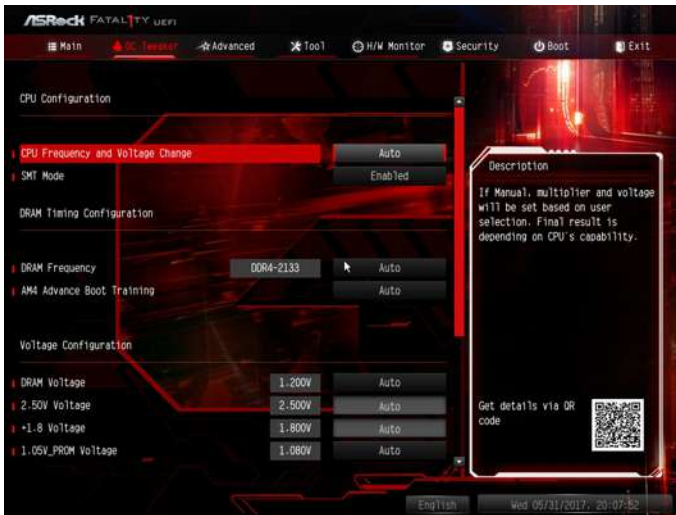 ASRock FATAL1TY UEFI
Main OC Tweaker Advanced Tool H/W Monitor Security Boot Exit
CPU Configuration
CPU Frequency and Voltage Change Auto
SMT Mode Enabled
DRAM Timing Configuration
DRAM Frequency DDR4-2133 Auto
AM4 Advance Boot Training Auto
Voltage Configuration
DRAM Voltage 1.200V Auto
2.50V Voltage 2.500V Auto
+1.8 Voltage 1.800V Auto
1.05V_PROM Voltage 1.080V Auto
Description
If Manual, multiplier and voltage
will be set based on user
selection. Final result is
depending on CPU's capability.
Get details via QR
code
English Wed 05/31/2017, 20:07:52